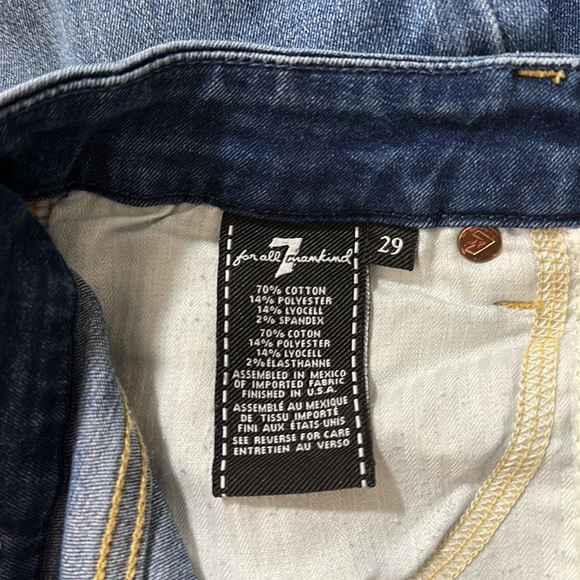 7
for all mankind
29
70% COTTON
14% POLYESTER
14% LYOCELL
2% SPANDEX
70% COTON
14% POLYESTER
14% LYOCELL
2% ÉLASTHANNE
ASSEMBLED IN MEXICO
OF IMPORTED FABRIC
FINISHED IN U.S.A.
ASSEMBLÉ AU MEXIQUE
DE TISSU IMPORTÉ
FINI AUX ÉTATS-UNIS
SEE REVERSE FOR CARE
ENTRETIEN AU VERSO